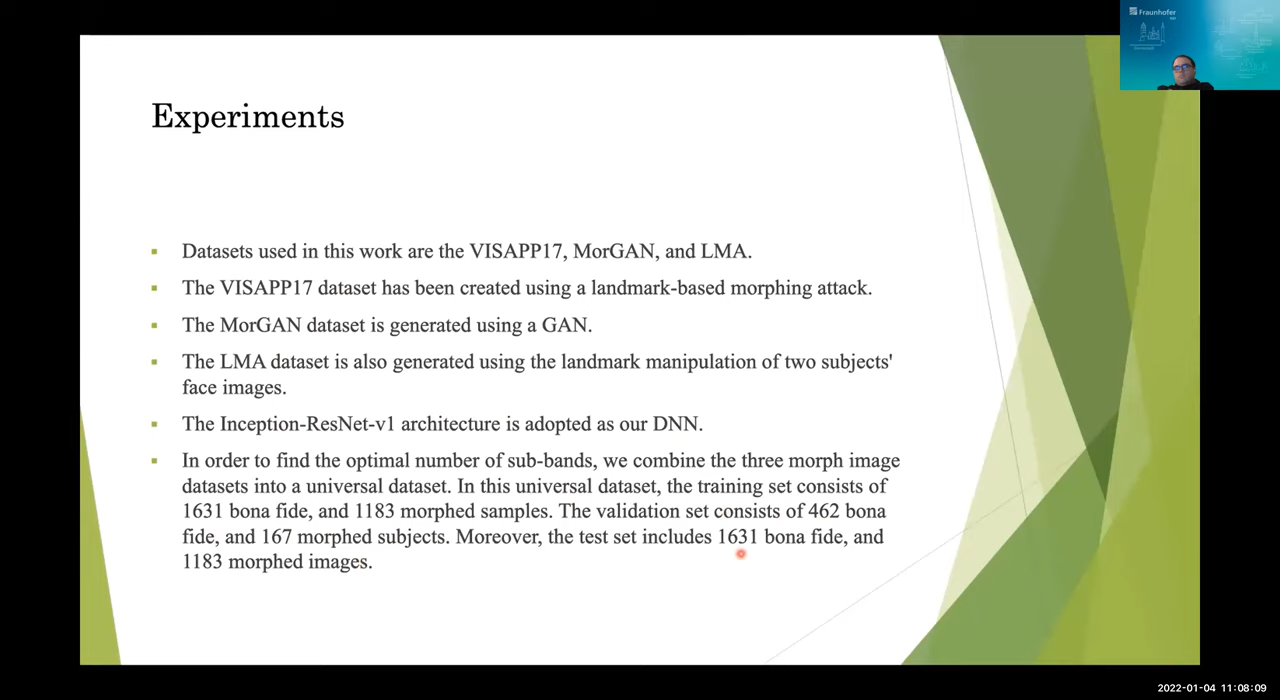 Fraunhofer
Experiments
Datasets used in this work are the VISAPP17, MorGAN, and LMA.
The VISAPP17 dataset has been created using a landmark-based morphing attack.
The MorGAN dataset is generated using a GAN.
The LMA dataset is also generated using the landmark manipulation of two subjects'
face images.
The Inception-ResNet-v1 architecture is adopted as our DNN.
In order to find the optimal number of sub-bands, we combine the three morph image
datasets into a universal dataset. In this universal dataset, the training set consists of
1631 bona fide, and 1183 morphed samples. The validation set consists of 462 bona
fide, and 167 morphed subjects. Moreover, the test set includes 1631 bona fide, and
1183 morphed images.
2022-01-04 11:08:09